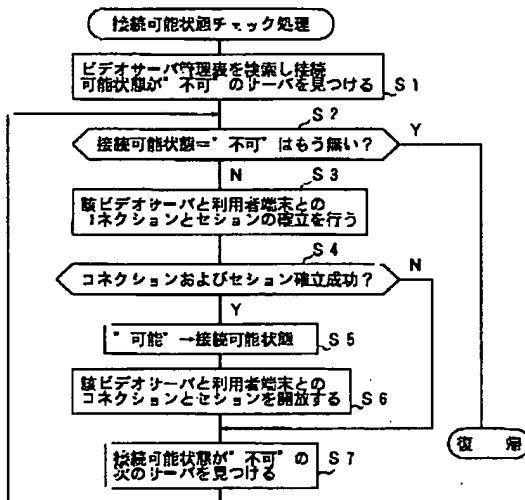 接続可能状態チェック処理
ビデオサーバ管理表を検索し接続
可能状態が"不可"のサーバを見つける
S1
S2
接続可能状態="不可"はもう無い?
Y
N
S3
該ビデオサーバと利用者端末との
コネクションとセションの確立を行う
S4
コネクションおよびセション確立成功?
N
Y
"可能"→接続可能状態
S5
該ビデオサーバと利用者端末との
コネクションとセションを開放する
S6
復 帰
接続可能状態が"不可"の
次のサーバを見つける
S7